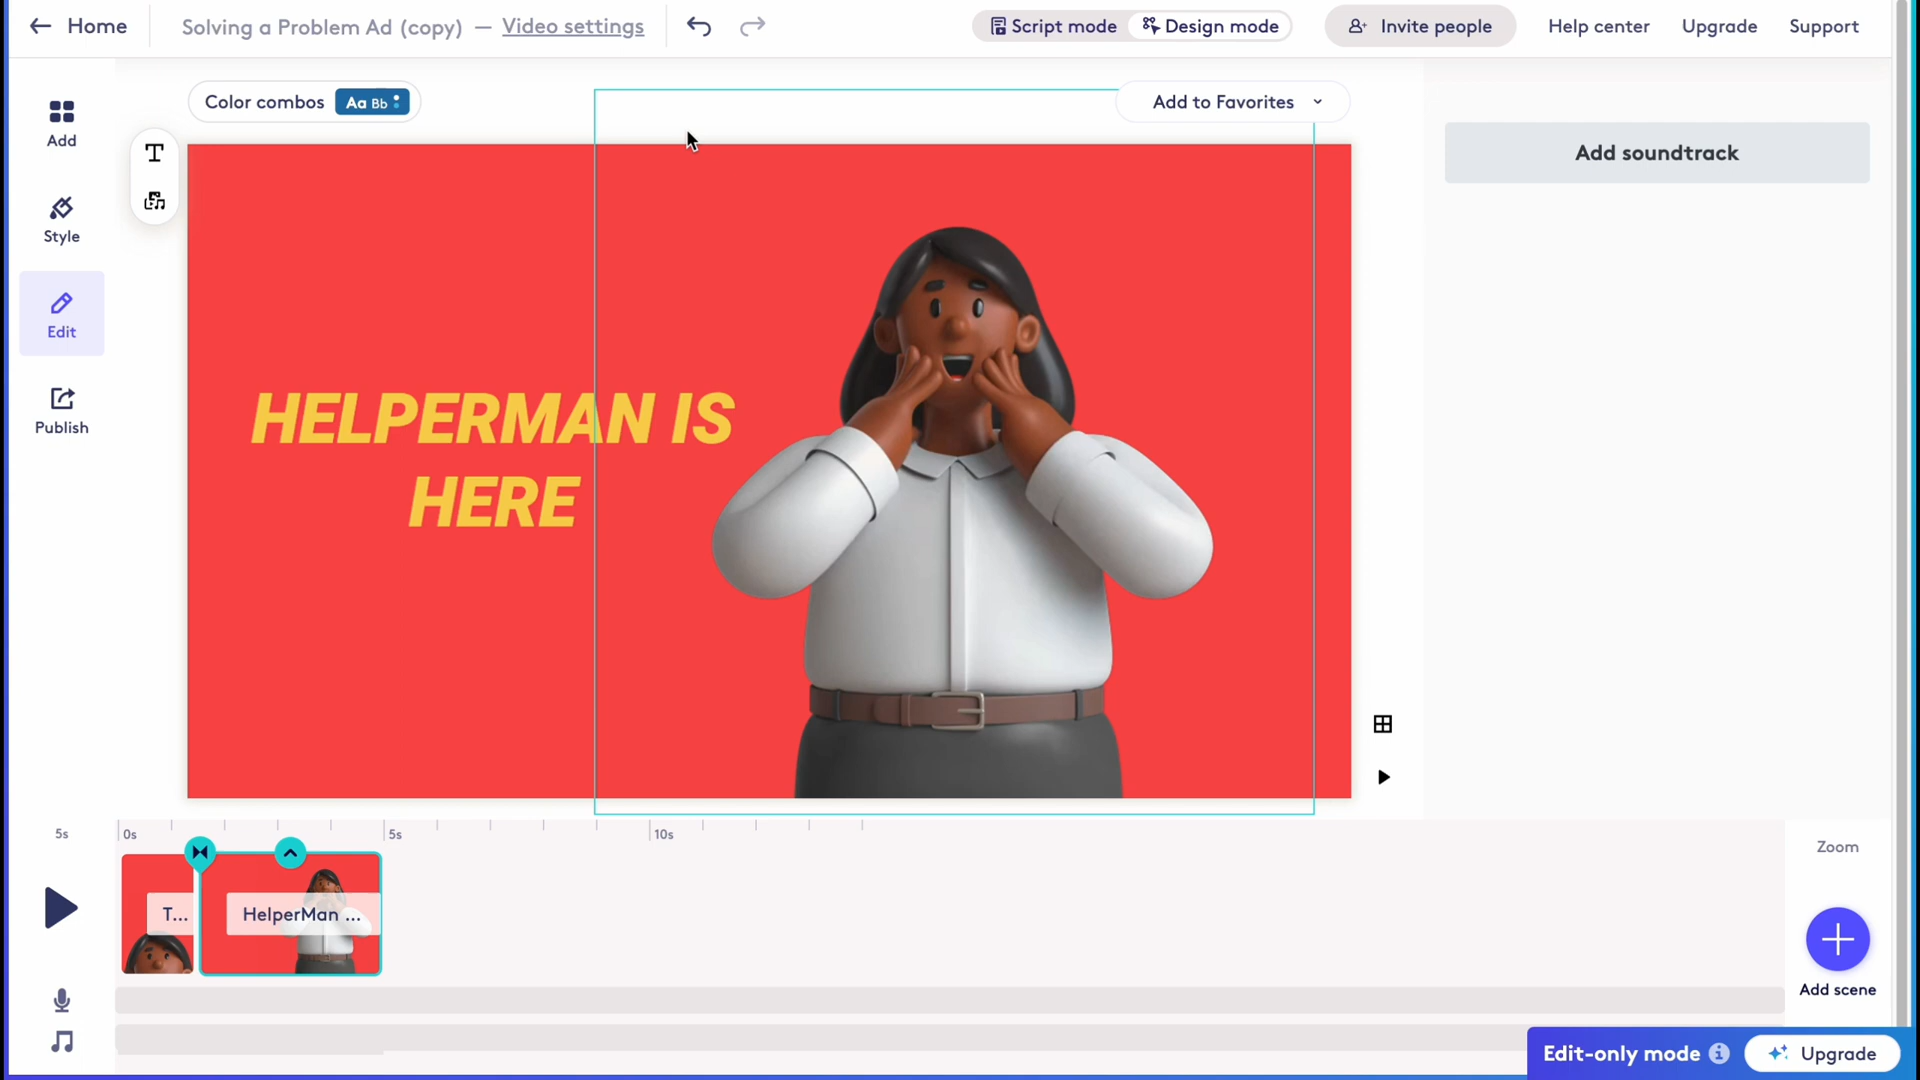 Home
Solving a Problem Ad (copy) — Video settings
Script mode
Design mode
Invite people
Help center
Upgrade
Support
Color combos
Aa Bb
Add to Favorites
Add soundtrack
Add
T
Style
Edit
Publish
HELPERMAN IS
HERE
5s
0s
5s
10s
Zoom
T...
HelperMan ...
Add scene
Edit-only mode
Upgrade